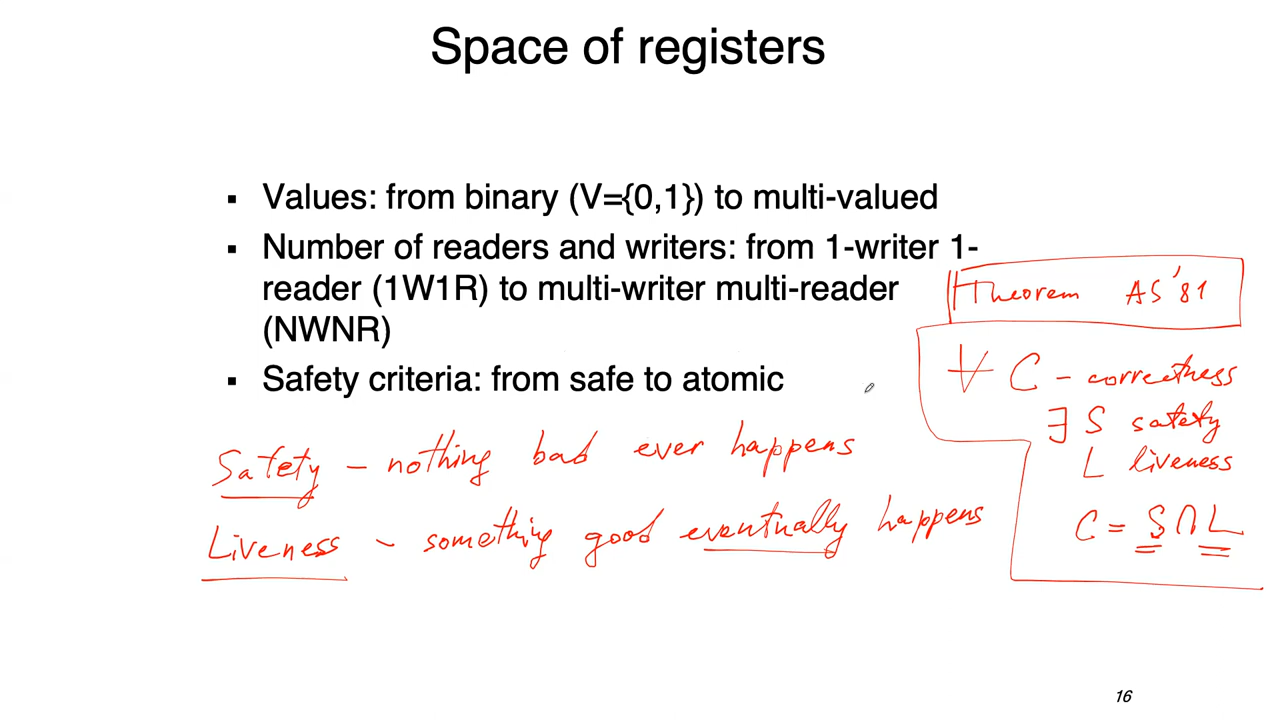 Space of registers
▪ Values: from binary (V={0,1}) to multi-valued
▪ Number of readers and writers: from 1-writer 1-
reader (1W1R) to multi-writer multi-reader
(NWNR)
▪ Safety criteria: from safe to atomic
Safety – nothing bad ever happens
Liveness – something good eventually happens
Theorem AS'81
∀ C – correctness
∃ S safety
L liveness
C = S ∩ L
16